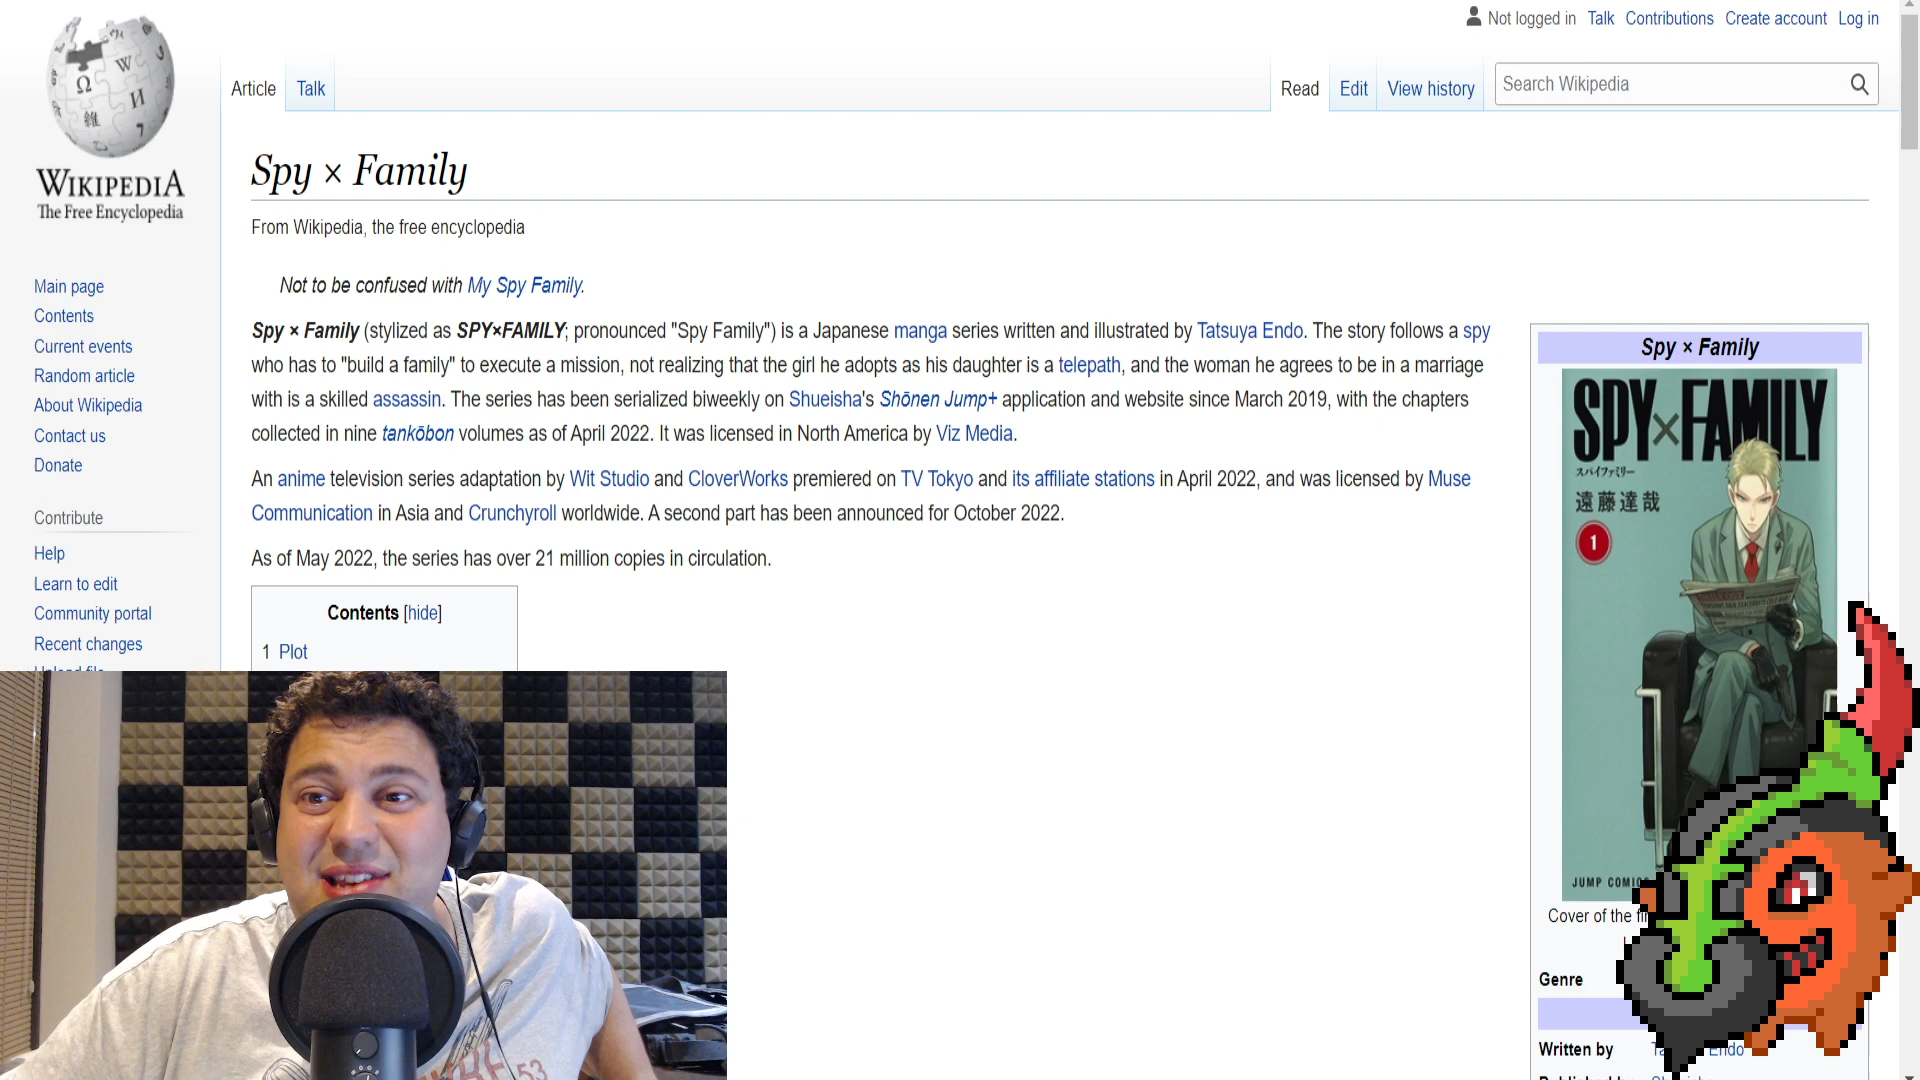 Not logged in Talk Contributions Create account Log in
Article Talk Read Edit View history Search Wikipedia
WIKIPEDIA
The Free Encyclopedia
Main page
Contents
Current events
Random article
About Wikipedia
Contact us
Donate
Contribute
Help
Learn to edit
Community portal
Recent changes
Upload file
Spy × Family
From Wikipedia, the free encyclopedia
Not to be confused with My Spy Family.
Spy × Family (stylized as SPY×FAMILY; pronounced "Spy Family") is a Japanese manga series written and illustrated by Tatsuya Endo. The story follows a spy
who has to "build a family" to execute a mission, not realizing that the girl he adopts as his daughter is a telepath, and the woman he agrees to be in a marriage
with is a skilled assassin. The series has been serialized biweekly on Shueisha's Shōnen Jump+ application and website since March 2019, with the chapters
collected in nine tankōbon volumes as of April 2022. It was licensed in North America by Viz Media.
An anime television series adaptation by Wit Studio and CloverWorks premiered on TV Tokyo and its affiliate stations in April 2022, and was licensed by Muse
Communication in Asia and Crunchyroll worldwide. A second part has been announced for October 2022.
As of May 2022, the series has over 21 million copies in circulation.
Contents [hide]
1 Plot
Spy × Family
SPY×FAMILY
スパイファミリー
遠藤達哉
1
JUMP COMICS
Cover of the
Genre
Written by Endo
53